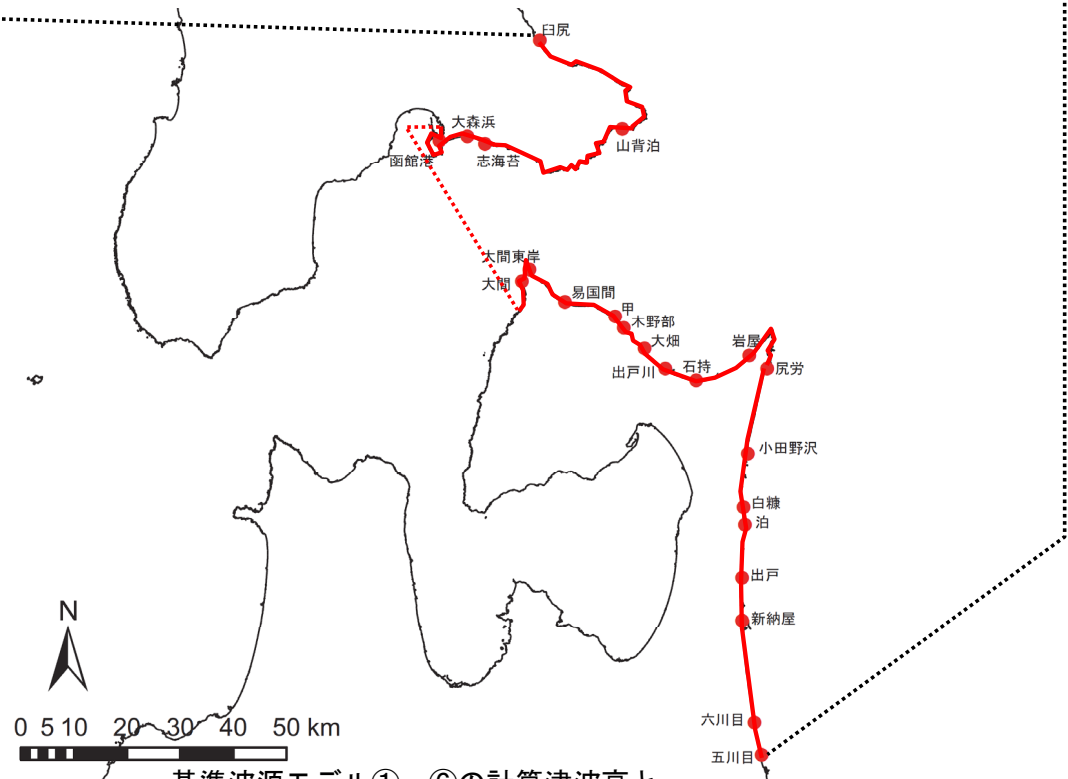 臼尻
大森浜
函館港
志海苔
山背泊
大間東岸
大間
易国間
甲
木野部
大畑
岩屋
出戸川
石持
尻労
小田野沢
白糠
泊
出戸
新納屋
N
六川目
0 5 10 20 30 40 50 km
五川目